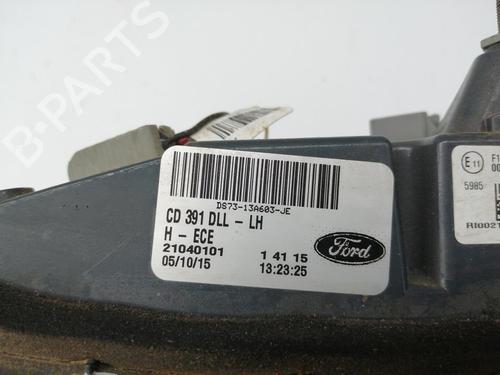 B-PARTS
DS73-13A603-JE
CD 391 DLL - LH
H - ECE
21040101 1 41 15
05/10/15 13:23:25
Ford
E11
5985